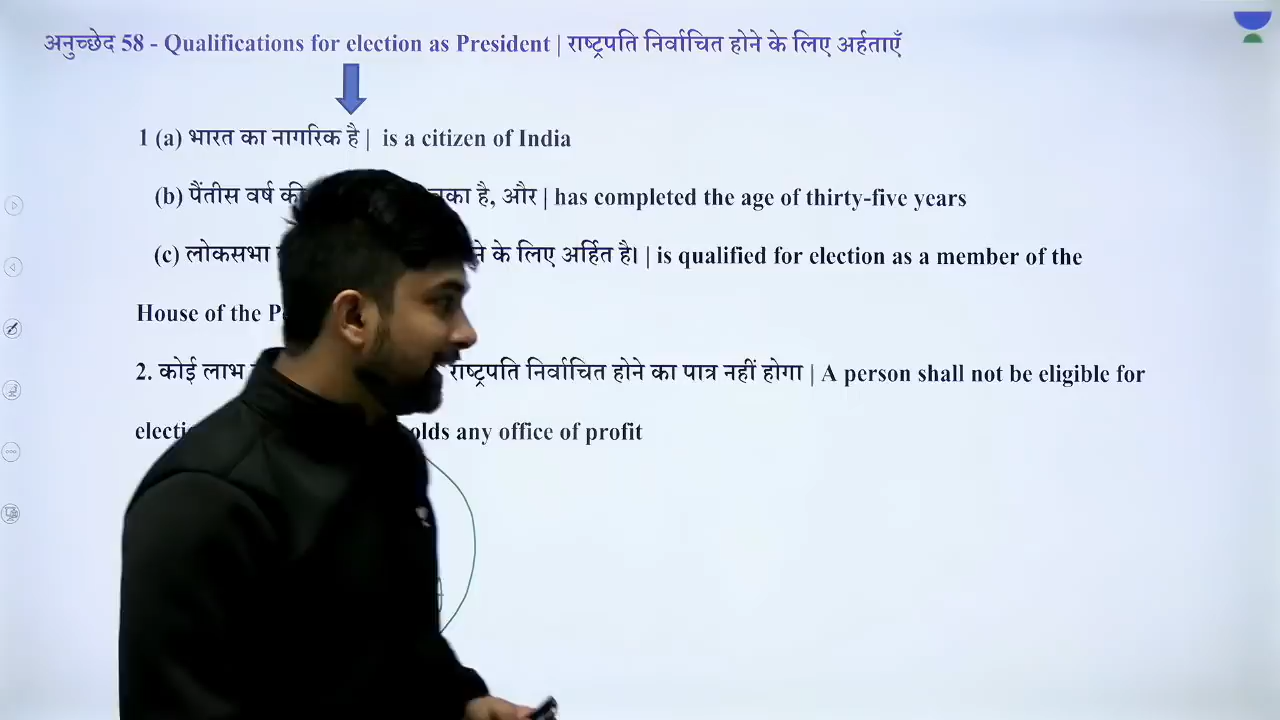 अनुच्छेद 58 - Qualifications for election as President | राष्ट्रपति निर्वाचित होने के लिए अर्हताएँ
1 (a) भारत का नागरिक है | is a citizen of India
(b) पैंतीस वर्ष की है, और | has completed the age of thirty-five years
(c) लोकसभा के लिए अर्हित है। | is qualified for election as a member of the
House of the
2. कोई लाभ राष्ट्रपति निर्वाचित होने का पात्र नहीं होगा | A person shall not be eligible for
any office of profit